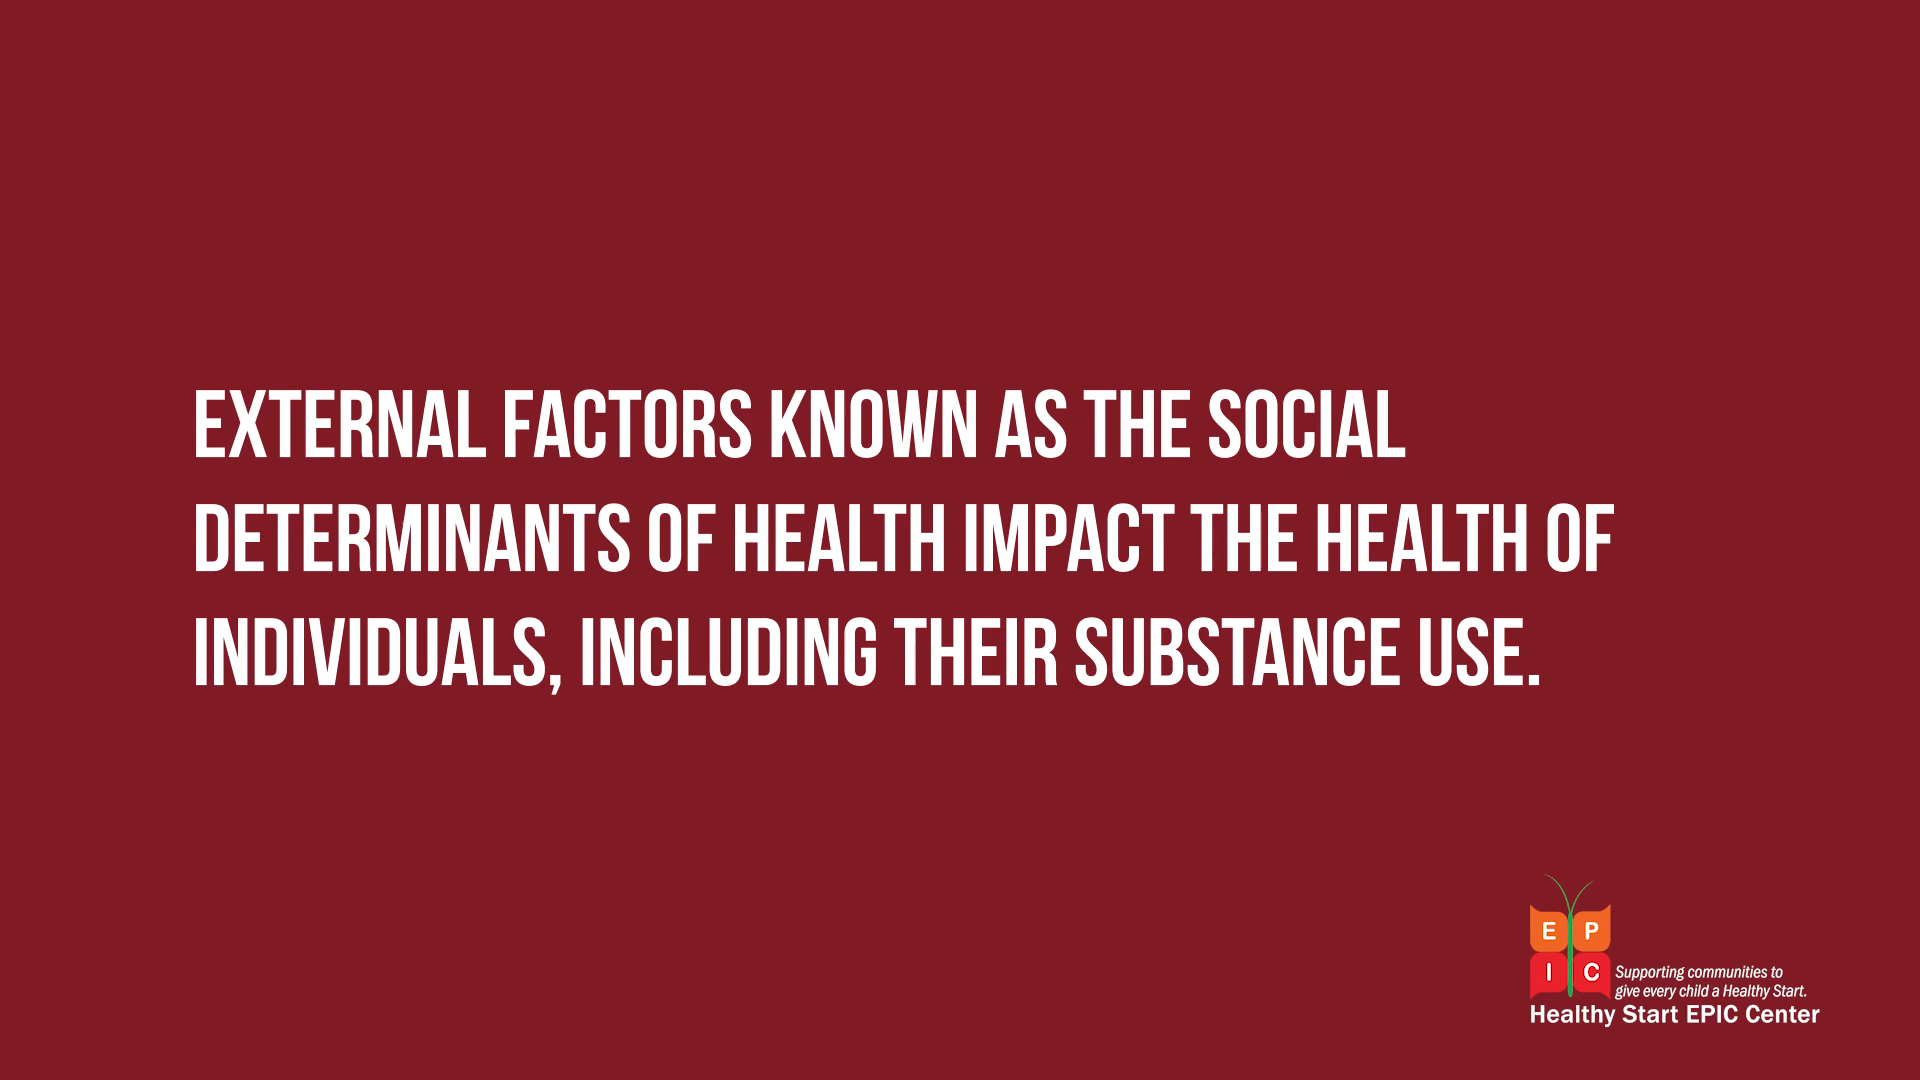 EXTERNAL FACTORS KNOWN AS THE SOCIAL
DETERMINANTS OF HEALTH IMPACT THE HEALTH OF
INDIVIDUALS, INCLUDING THEIR SUBSTANCE USE.
E P
I C
Supporting communities to
give every child a Healthy Start.
Healthy Start EPIC Center